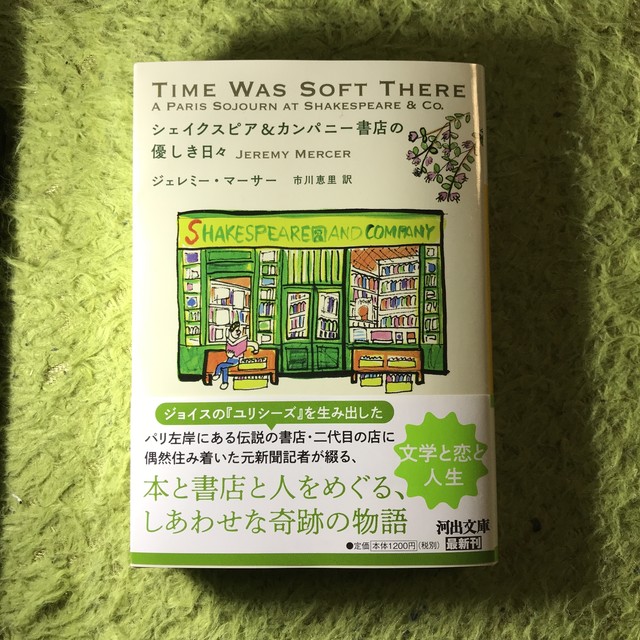 TIME WAS SOFT THERE
A PARIS SOJOURN AT SHAKESPEARE & CO.
シェイクスピア&カンパニー書店の
優しき日々 JEREMY MERCER
ジェレミー・マーサー 市川恵里 訳
SHAKESPEARE AND COMPANY
ジョイスの『ユリシーズ』を生み出した
パリ左岸にある伝説の書店・二代目の店に
偶然住み着いた元新聞記者が綴る、
本と書店と人をめぐる、
しあわせな奇跡の物語
文学と恋と
人生
河出文庫
最新刊
●定価 本体1200円(税別)